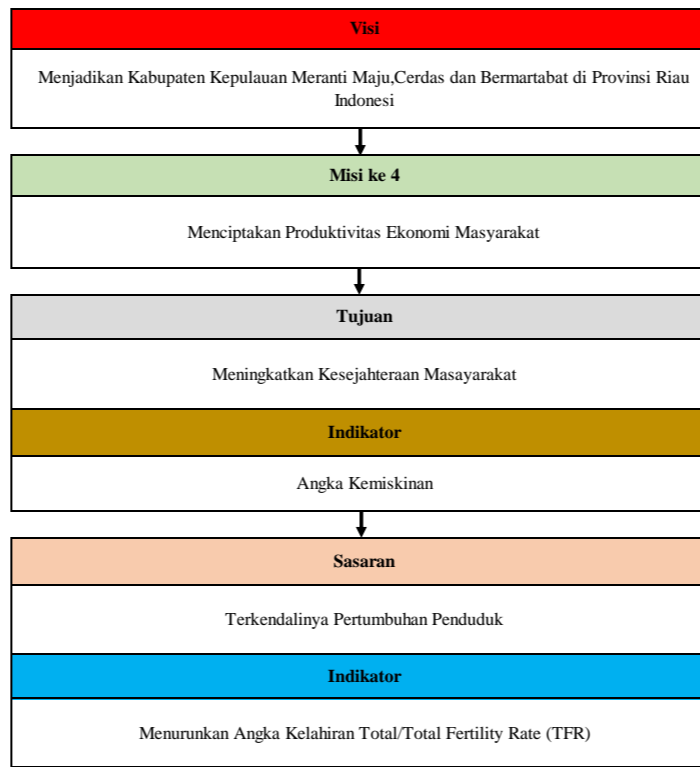 Visi
Menjadikan Kabupaten Kepulauan Meranti Maju,Cerdas dan Bermartabat di Provinsi Riau
Indonesi
Misi ke 4
Menciptakan Produktivitas Ekonomi Masyarakat
Tujuan
Meningkatkan Kesejahteraan Masayarakat
Indikator
Angka Kemiskinan
Sasaran
Terkendalinya Pertumbuhan Penduduk
Indikator
Menurunkan Angka Kelahiran Total/Total Fertility Rate (TFR)